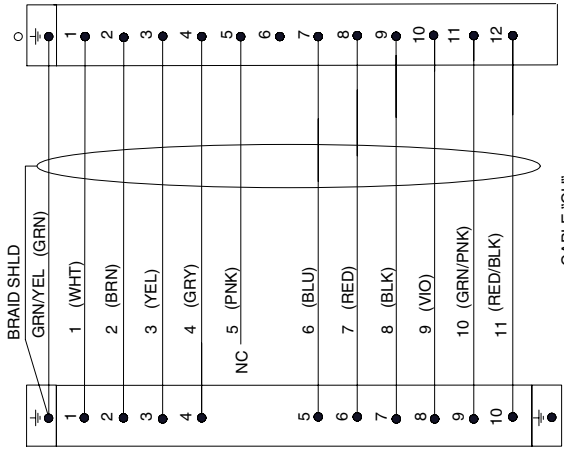 BRAID SHLD
GRN/YEL (GRN)
1 1 (WHT) 1
2 2 (BRN) 2
3 3 (YEL) 3
4 4 (GRY) 4
NC 5 (PNK) 5
6
5 6 (BLU) 7
6 7 (RED) 8
7 8 (BLK) 9
8 9 (VIO) 10
9 10 (GRN/PNK) 11
10 11 (RED/BLK) 12